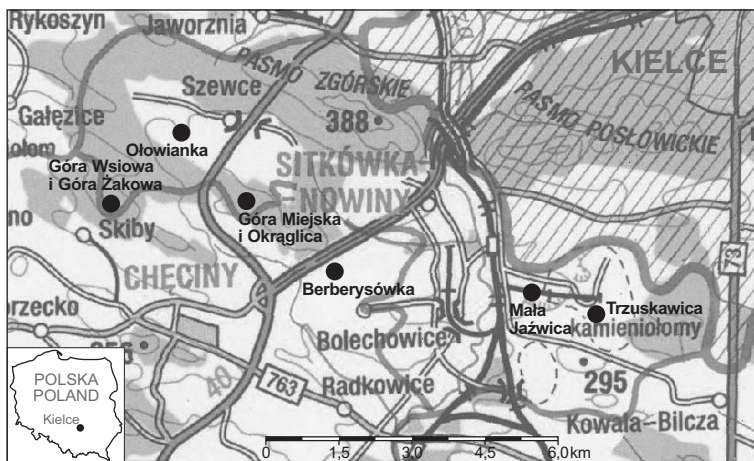 Rykoszyn
Jaworznia
PASMO ZGÓRSKIE
KIELCE
Szewce
Gałęzice
388
PASMO POSŁOWICKIE
Ołowianka
Góra Wsiowa
i Góra Żakowa
SITKÓWKA-
NOWINY
Góra Miejska
i Okrąglica
Skiby
73
CHĘCINY
Berberysówka
Mała
Jaźwica
Trzuskawica
kamieniołomy
Bolechowice
295
763
Radkowice
40
Kowala-Bilcza
POLSKA
POLAND
Kielce
0 1,5 3,0 4,5 6,0 km